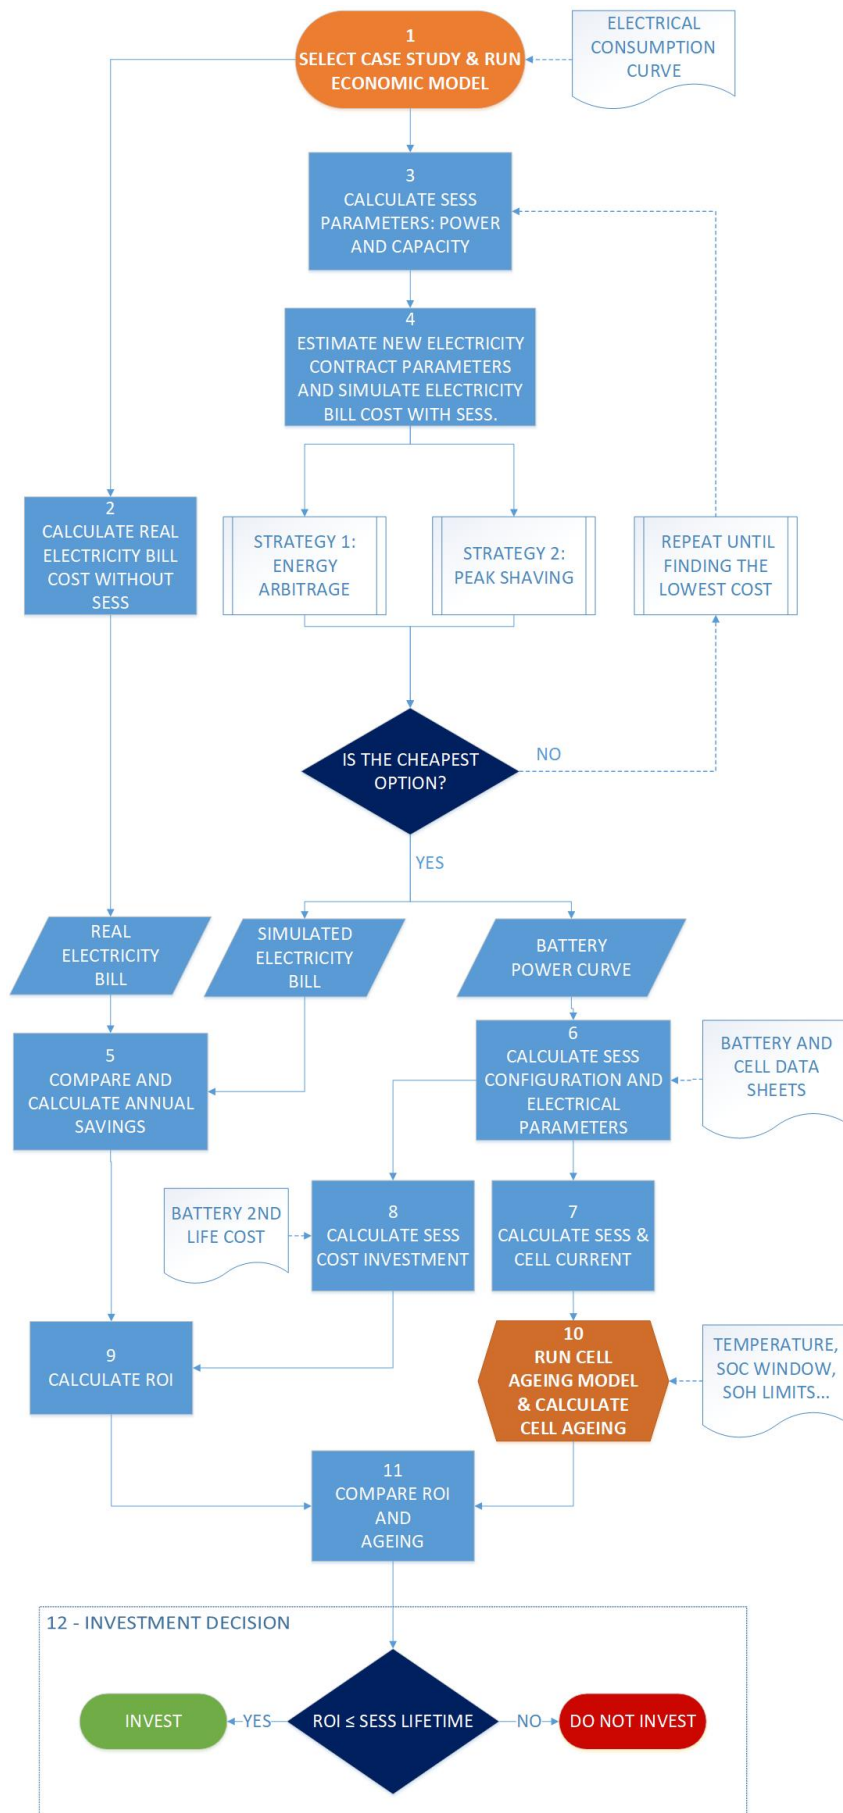 1
SELECT CASE STUDY & RUN
ECONOMIC MODEL
ELECTRICAL
CONSUMPTION
CURVE
3
CALCULATE SESS
PARAMETERS: POWER
AND CAPACITY
4
ESTIMATE NEW ELECTRICITY
CONTRACT PARAMETERS
AND SIMULATE ELECTRICITY
BILL COST WITH SESS.
2
CALCULATE REAL
ELECTRICITY BILL
COST WITHOUT
SESS
STRATEGY 1:
ENERGY
ARBITRAGE
STRATEGY 2:
PEAK SHAVING
REPEAT UNTIL
FINDING THE
LOWEST COST
IS THE CHEAPEST
OPTION?
NO
YES
REAL
ELECTRICITY
BILL
SIMULATED
ELECTRICITY
BILL
BATTERY
POWER CURVE
5
COMPARE AND
CALCULATE ANNUAL
SAVINGS
6
CALCULATE SESS
CONFIGURATION AND
ELECTRICAL
PARAMETERS
BATTERY AND
CELL DATA
SHEETS
BATTERY 2ND
LIFE COST
8
CALCULATE SESS
COST INVESTMENT
7
CALCULATE SESS &
CELL CURRENT
9
CALCULATE ROI
10
RUN CELL
AGEING MODEL
& CALCULATE
CELL AGEING
TEMPERATURE,
SOC WINDOW,
SOH LIMITS...
11
COMPARE ROI
AND
AGEING
12 - INVESTMENT DECISION
INVEST
YES
ROI ≤ SESS LIFETIME
NO
DO NOT INVEST